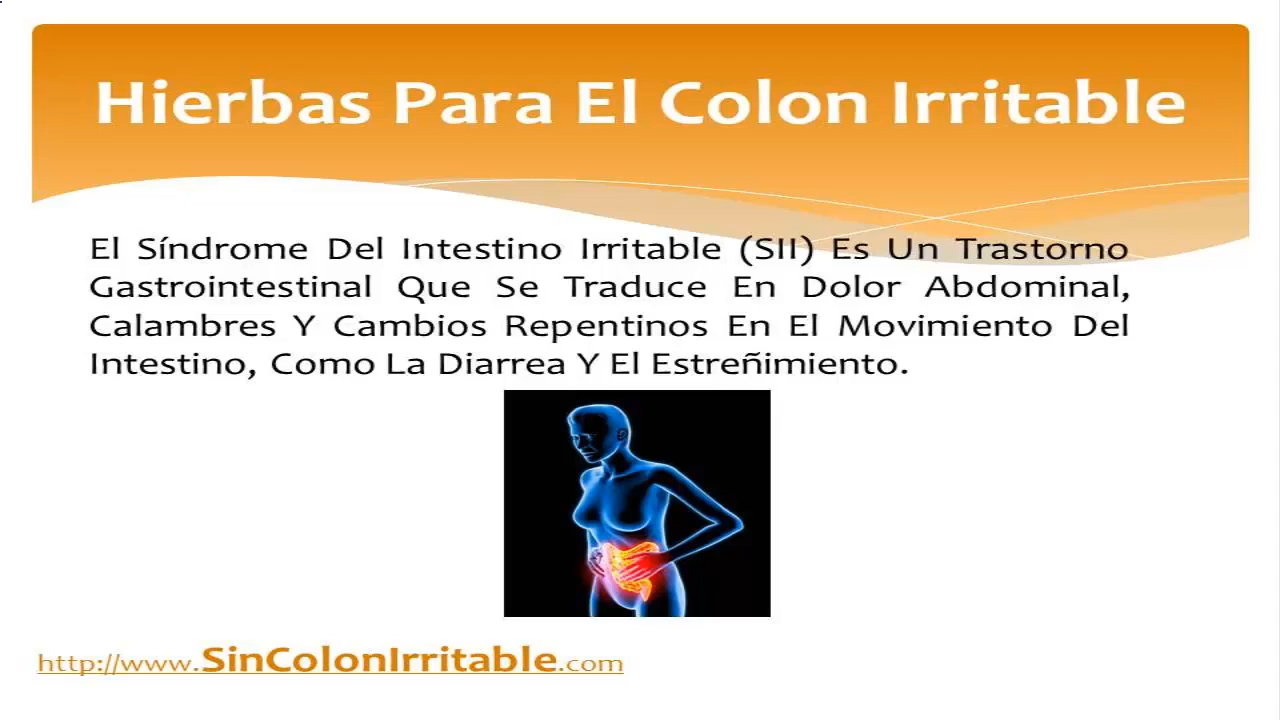 Hierbas Para El Colon Irritable
El Síndrome Del Intestino Irritable (SII) Es Un Trastorno
Gastrointestinal Que Se Traduce En Dolor Abdominal,
Calambres Y Cambios Repentinos En El Movimiento Del
Intestino, Como La Diarrea Y El Estreñimiento.
http://www.SinColonIrritable.com